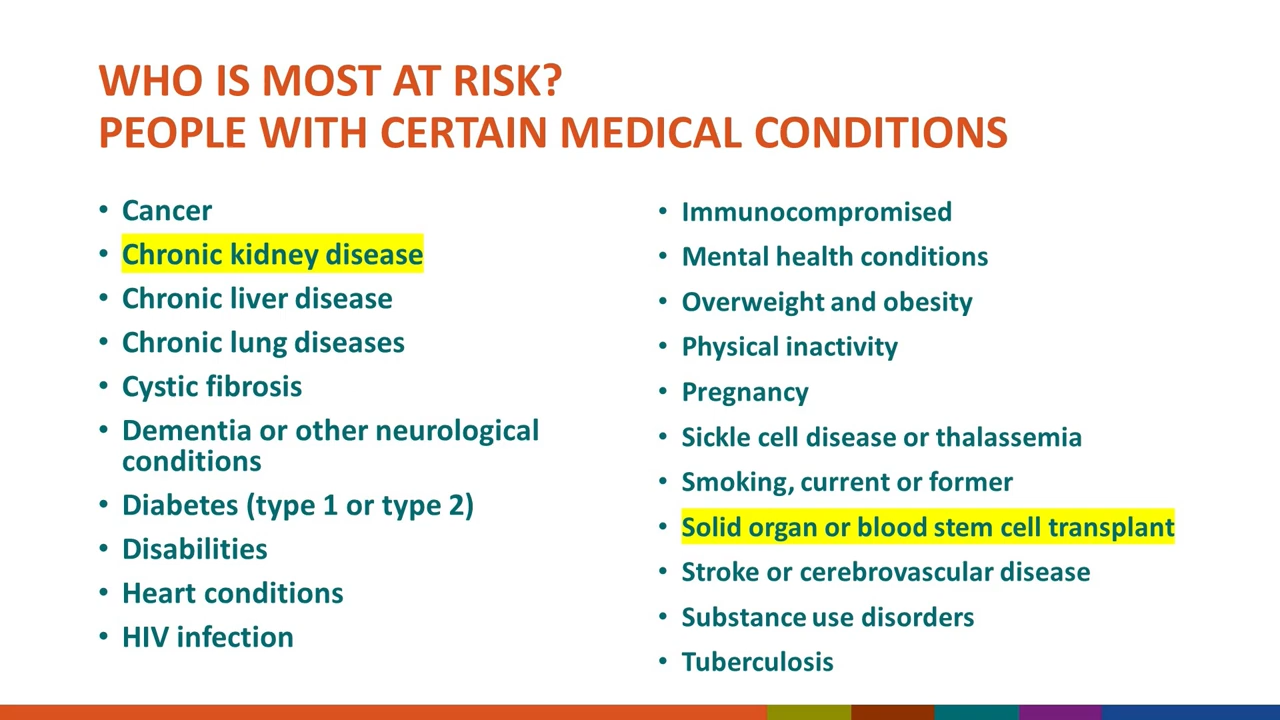 WHO IS MOST AT RISK?
PEOPLE WITH CERTAIN MEDICAL CONDITIONS
• Cancer
• Chronic kidney disease
• Chronic liver disease
• Chronic lung diseases
• Cystic fibrosis
• Dementia or other neurological
conditions
• Diabetes (type 1 or type 2)
• Disabilities
• Heart conditions
• HIV infection
• Immunocompromised
• Mental health conditions
• Overweight and obesity
• Physical inactivity
• Pregnancy
• Sickle cell disease or thalassemia
• Smoking, current or former
• Solid organ or blood stem cell transplant
• Stroke or cerebrovascular disease
• Substance use disorders
• Tuberculosis